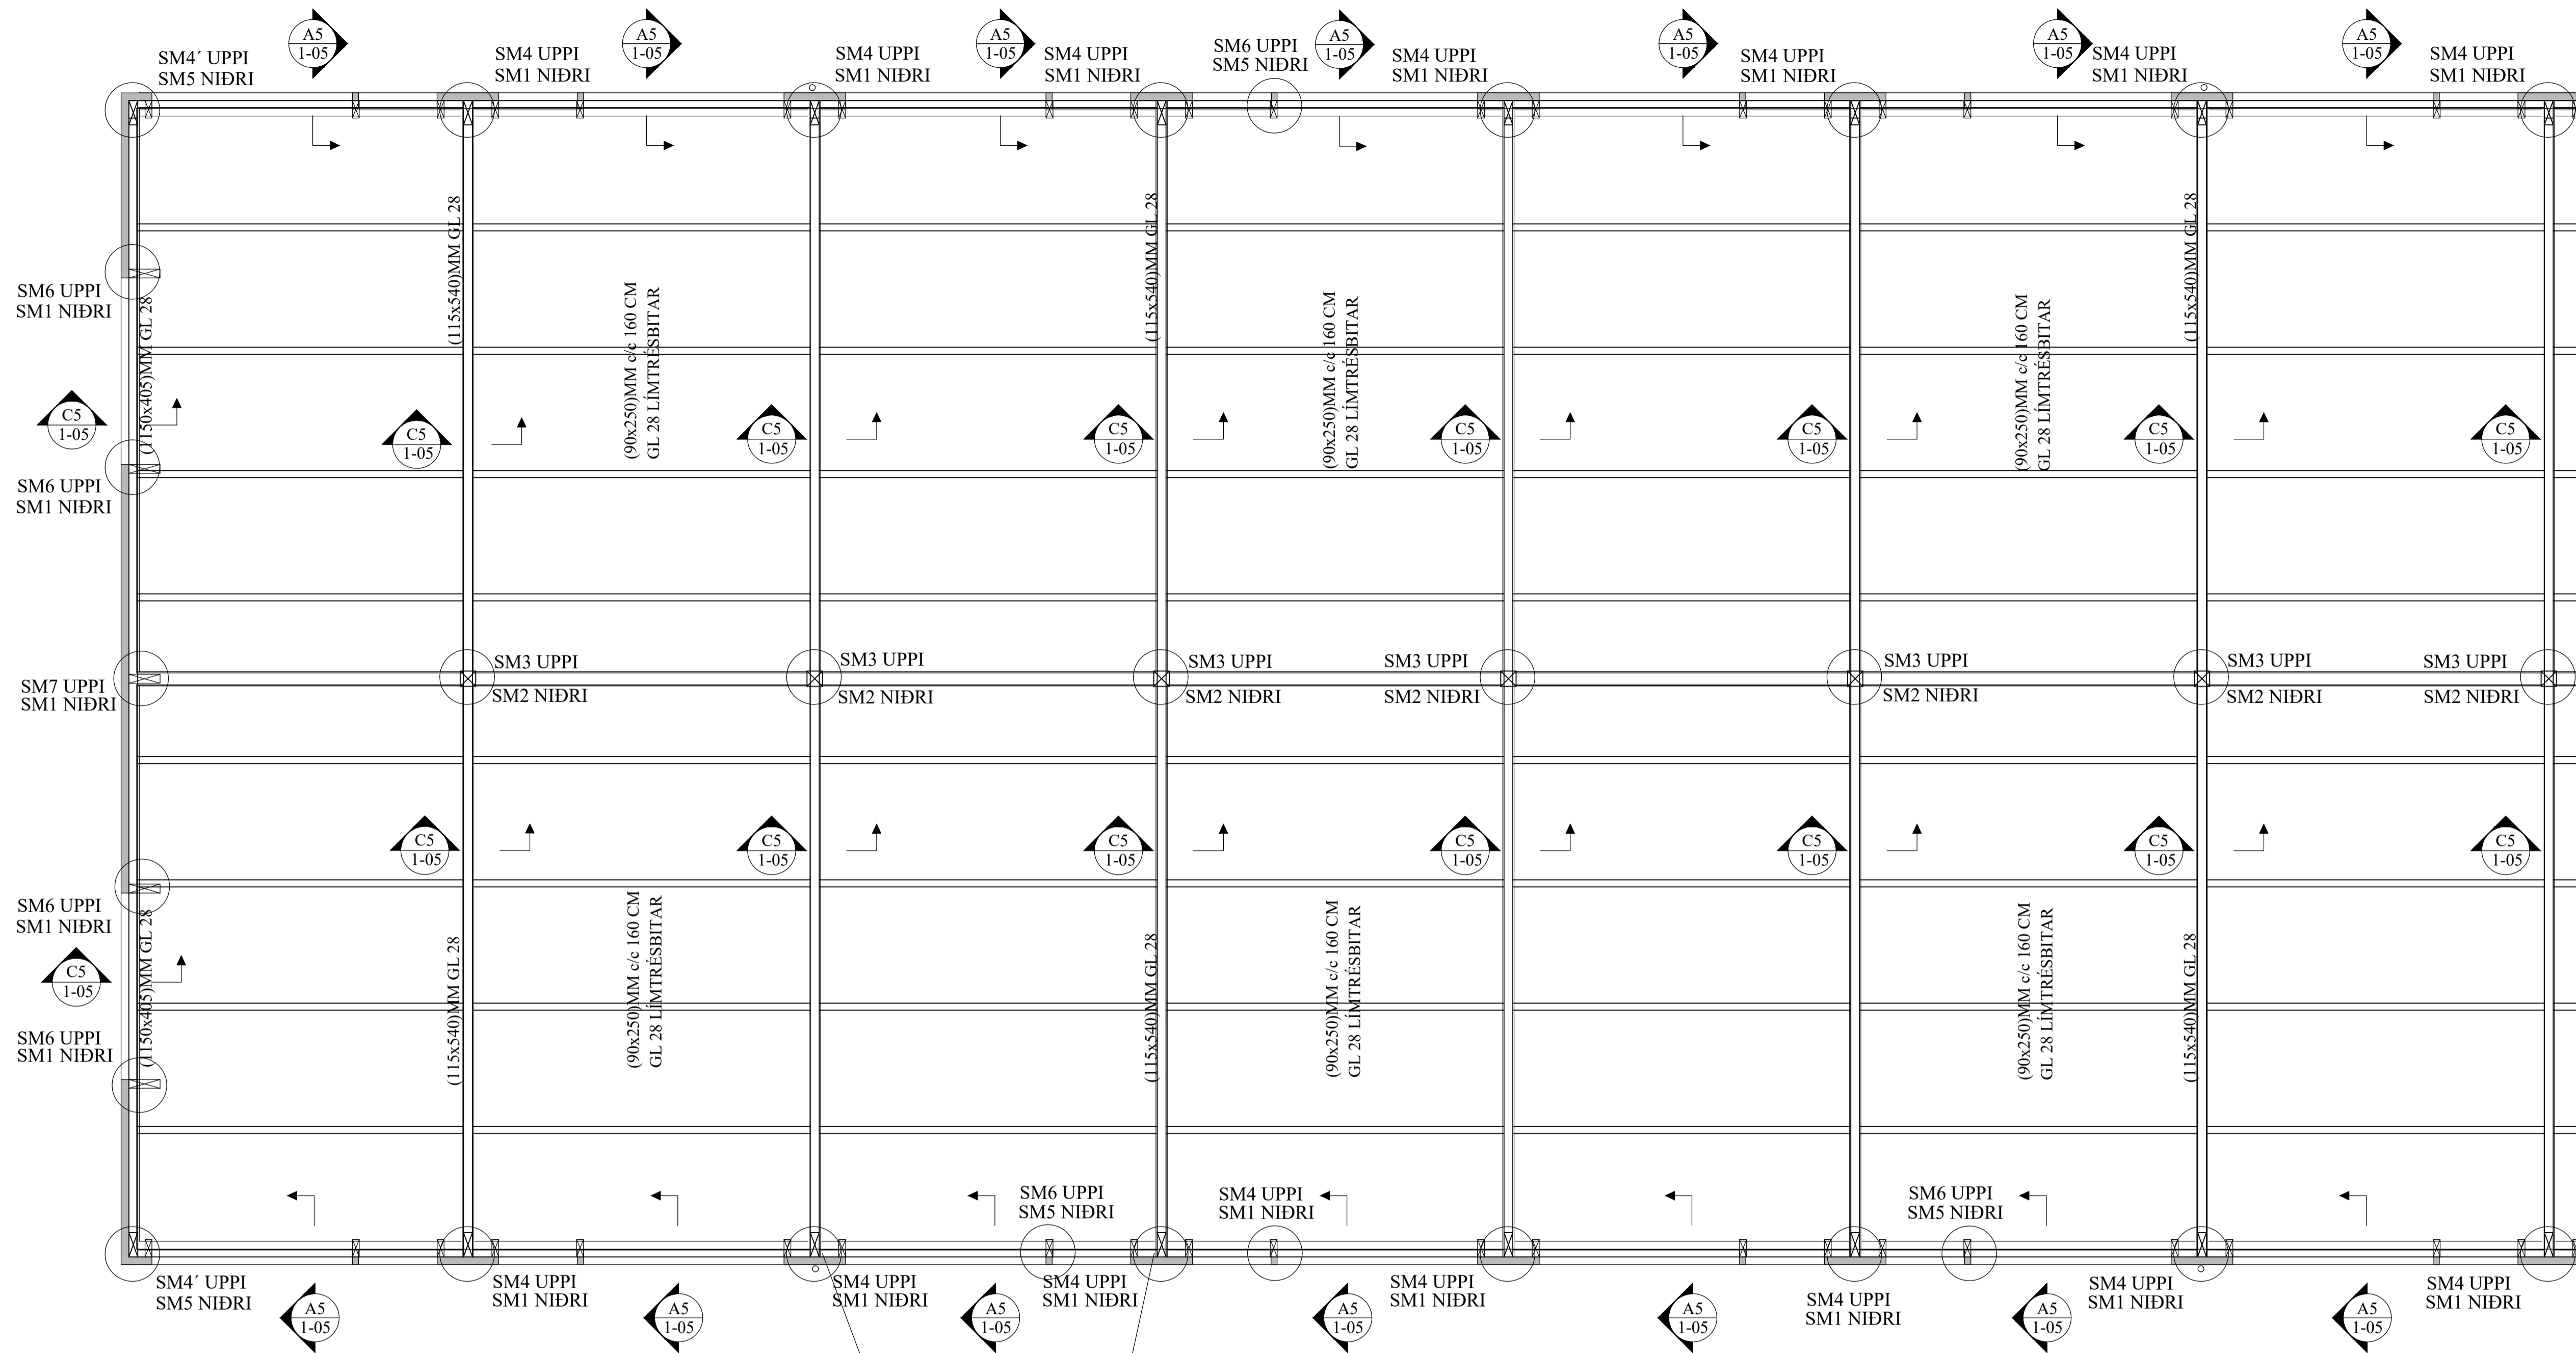 A5
1-05
A5
1-05
A5
1-05
A5
1-05
A5
1-05
A5
1-05
A5
1-05
SM4´ UPPI
SM5 NIÐRI
SM4 UPPI
SM1 NIÐRI
SM4 UPPI
SM1 NIÐRI
SM4 UPPI
SM1 NIÐRI
SM6 UPPI
SM5 NIÐRI
SM4 UPPI
SM1 NIÐRI
SM4 UPPI
SM1 NIÐRI
SM4 UPPI
SM1 NIÐRI
SM4 UPPI
SM1 NIÐRI
(115x540)MM GL 28
(115x540)MM GL 28
(115x540)MM GL 28
SM6 UPPI
SM1 NIÐRI
(1150x405)MM GL 28
(90x250)MM c/c 160 CM
GL 28 LÍMTRÉSBITAR
(90x250)MM c/c 160 CM
GL 28 LÍMTRÉSBITAR
(90x250)MM c/c 160 CM
GL 28 LÍMTRÉSBITAR
C5
1-05
C5
1-05
C5
1-05
C5
1-05
C5
1-05
C5
1-05
C5
1-05
C5
1-05
SM6 UPPI
SM1 NIÐRI
SM7 UPPI
SM1 NIÐRI
SM3 UPPI
SM2 NIÐRI
SM3 UPPI
SM2 NIÐRI
SM3 UPPI
SM2 NIÐRI
SM3 UPPI
SM2 NIÐRI
SM3 UPPI
SM2 NIÐRI
SM3 UPPI
SM2 NIÐRI
SM3 UPPI
SM2 NIÐRI
C5
1-05
C5
1-05
C5
1-05
C5
1-05
C5
1-05
C5
1-05
C5
1-05
SM6 UPPI
SM1 NIÐRI
C5
1-05
(1150x405)MM GL 28
(115x540)MM GL 28
(90x250)MM c/c 160 CM
GL 28 LÍMTRÉSBITAR
(115x540)MM GL 28
(90x250)MM c/c 160 CM
GL 28 LÍMTRÉSBITAR
(90x250)MM c/c 160 CM
GL 28 LÍMTRÉSBITAR
(115x540)MM GL 28
SM6 UPPI
SM1 NIÐRI
SM6 UPPI
SM5 NIÐRI
SM4 UPPI
SM1 NIÐRI
SM6 UPPI
SM5 NIÐRI
SM4´ UPPI
SM5 NIÐRI
SM4 UPPI
SM1 NIÐRI
SM4 UPPI
SM1 NIÐRI
SM4 UPPI
SM1 NIÐRI
SM4 UPPI
SM1 NIÐRI
SM4 UPPI
SM1 NIÐRI
SM4 UPPI
SM1 NIÐRI
SM4 UPPI
SM1 NIÐRI
A5
1-05
A5
1-05
A5
1-05
A5
1-05
A5
1-05
A5
1-05
A5
1-05